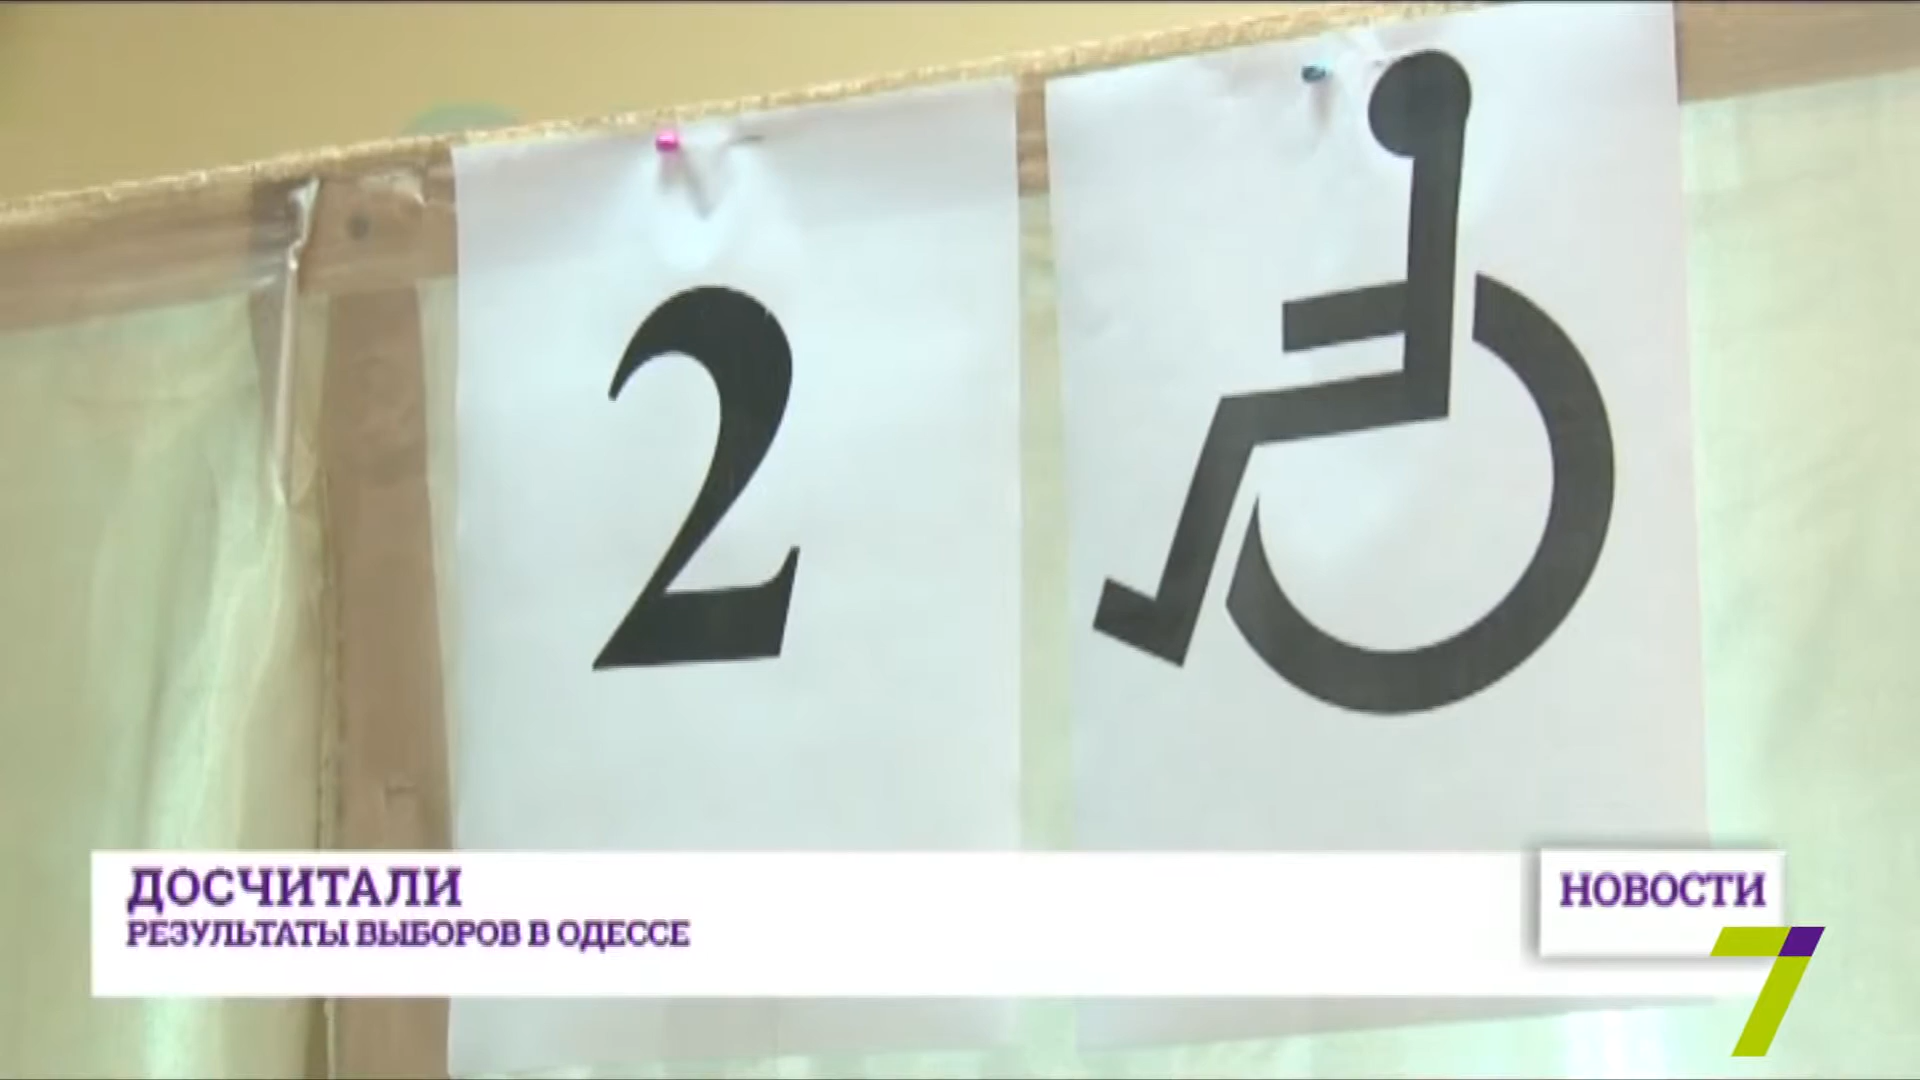 2
ДОСЧИТАЛИ
РЕЗУЛЬТАТЫ ВЫБОРОВ В ОДЕССЕ
НОВОСТИ
7